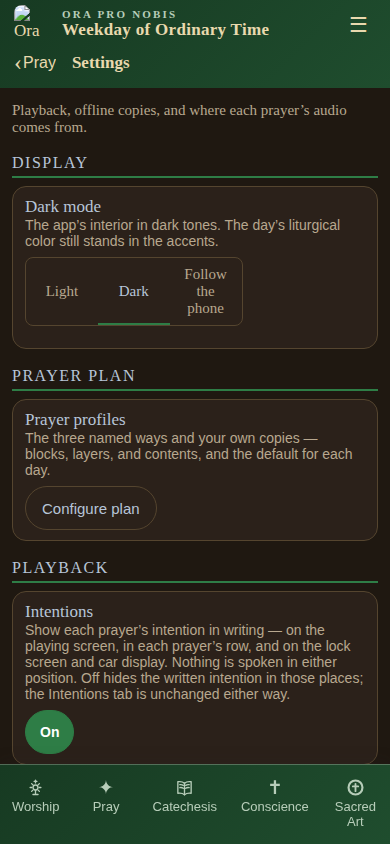 Ora
ORA PRO NOBIS
Weekday of Ordinary Time
☰
‹ Pray
Settings
Playback, offline copies, and where each prayer’s audio
comes from.
DISPLAY
Dark mode
The app’s interior in dark tones. The day’s liturgical
color still stands in the accents.
Light
Dark
Follow
the
phone
PRAYER PLAN
Prayer profiles
The three named ways and your own copies —
blocks, layers, and contents, and the default for each
day.
Configure plan
PLAYBACK
Intentions
Show each prayer’s intention in writing — on the
playing screen, in each prayer’s row, and on the lock
screen and car display. Nothing is spoken in either
position. Off hides the written intention in those places;
the Intentions tab is unchanged either way.
On
Worship
Pray
Catechesis
Conscience
Sacred
Art